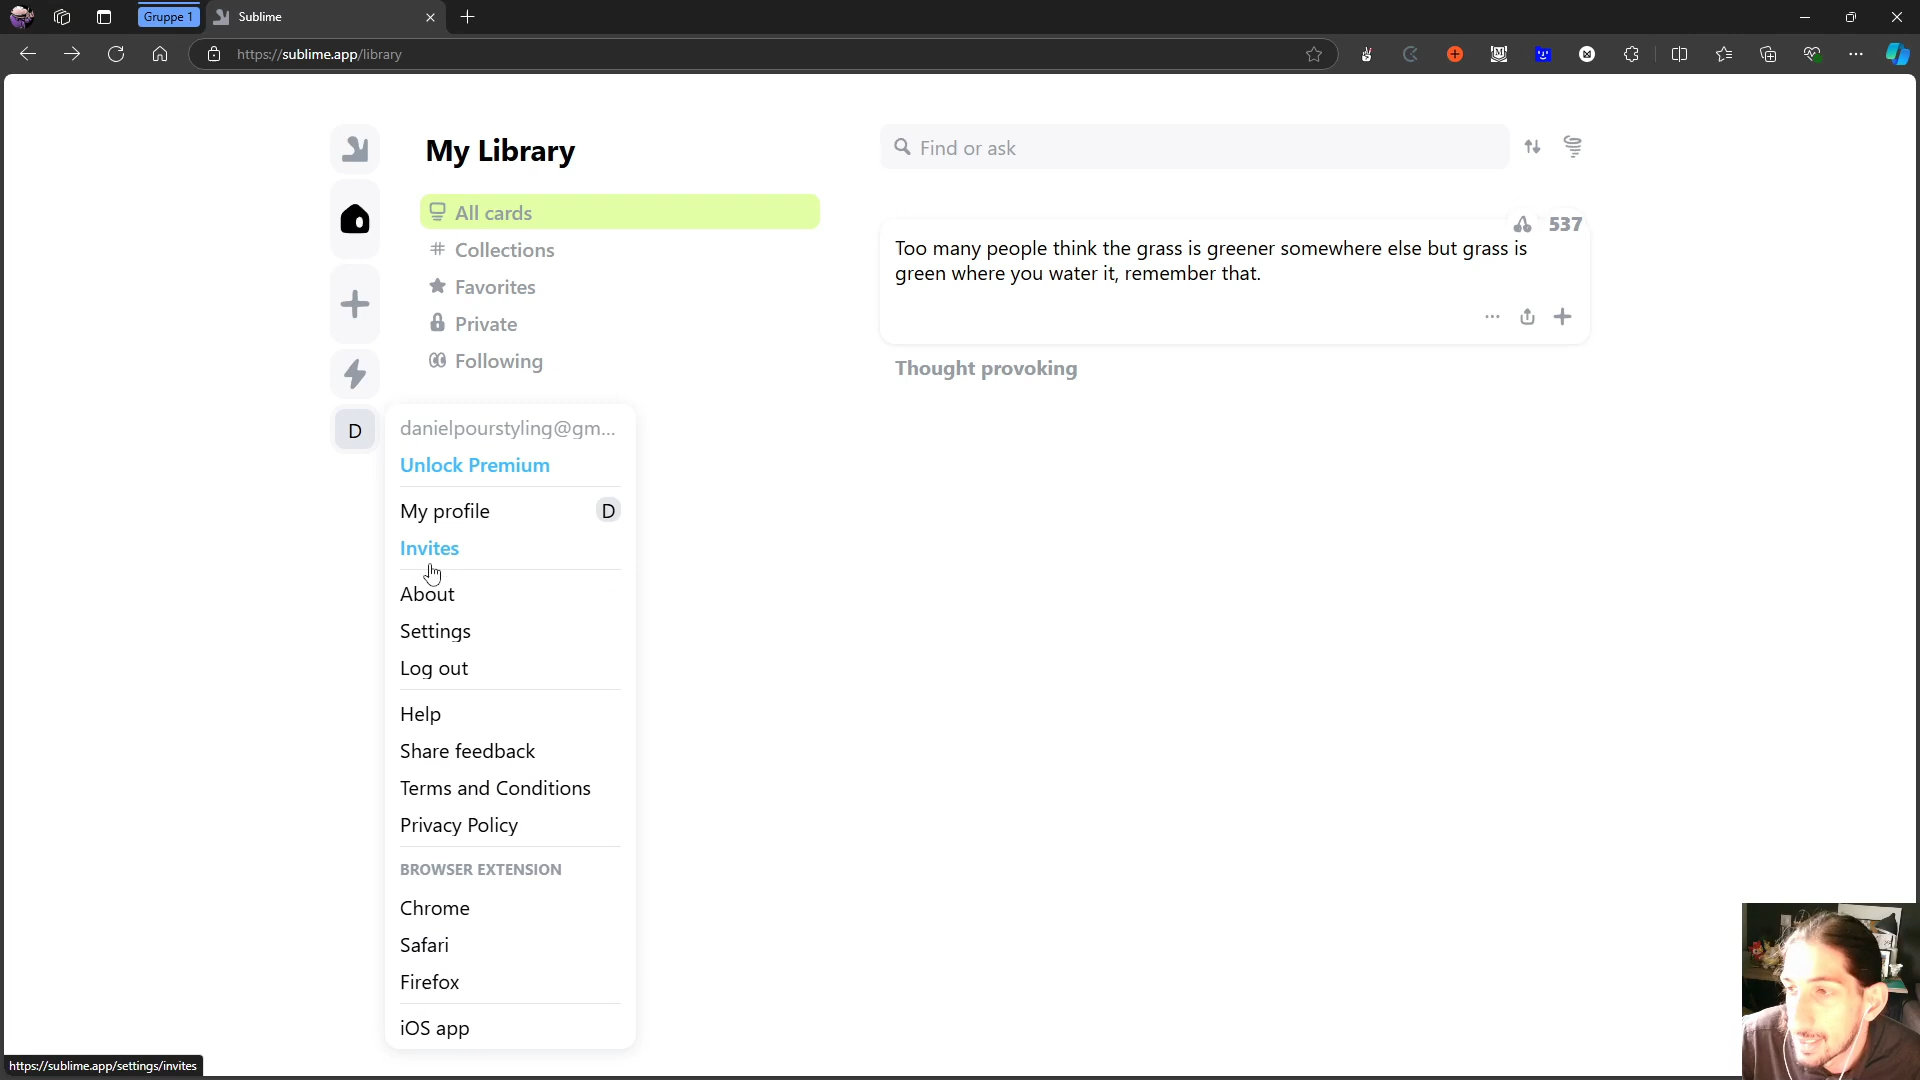 Gruppe 1
Sublime
https://sublime.app/library
My Library
Find or ask
All cards
Collections
Favorites
Private
Following
537
Too many people think the grass is greener somewhere else but grass is
green where you water it, remember that.
Thought provoking
D
danielpourstyling@gm...
Unlock Premium
My profile
D
Invites
About
Settings
Log out
Help
Share feedback
Terms and Conditions
Privacy Policy
BROWSER EXTENSION
Chrome
Safari
Firefox
iOS app
https://sublime.app/settings/invites